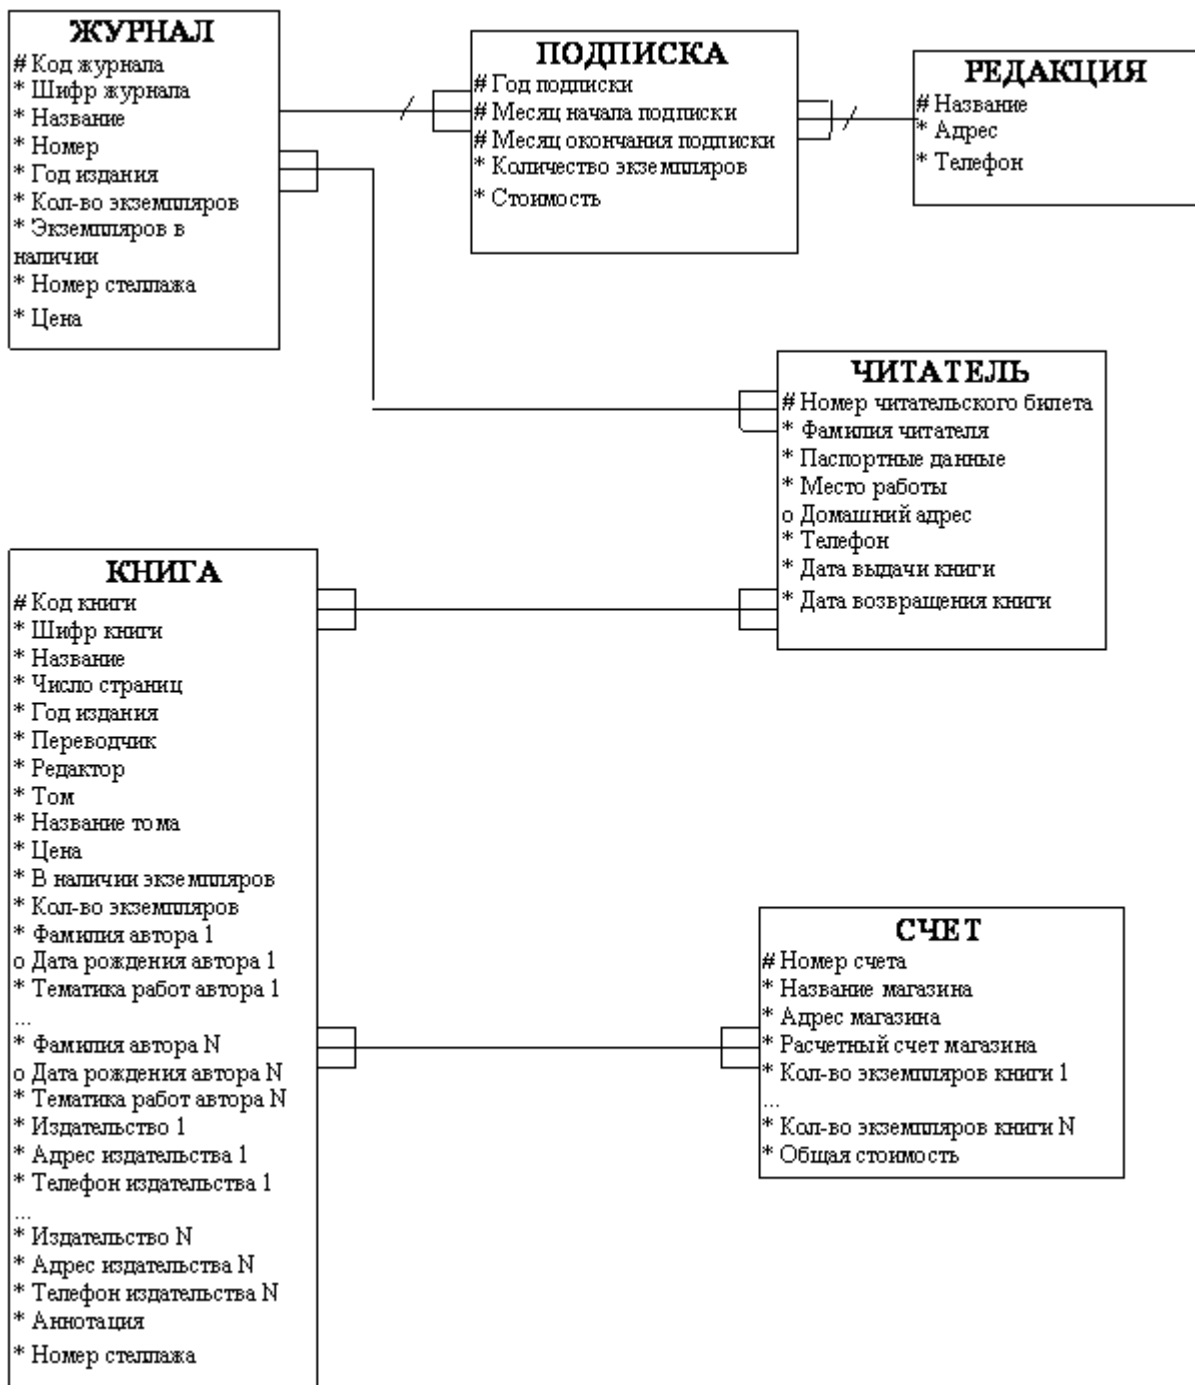 ЖУРНАЛ
# Код журнала
* Шифр журнала
* Название
* Номер
* Год издания
* Кол-во экземпляров
* Экземпляров в
наличии
* Номер стеллажа
* Цена
ПОДПИСКА
# Год подписки
# Месяц начала подписки
# Месяц окончания подписки
* Количество экземпляров
* Стоимость
РЕДАКЦИЯ
# Название
* Адрес
* Телефон
ЧИТАТЕЛЬ
# Номер читательского билета
* Фамилия читателя
* Паспортные данные
* Место работы
о Домашний адрес
* Телефон
* Дата выдачи книги
* Дата возвращения книги
КНИГА
# Код книги
* Шифр книги
* Название
* Число страниц
* Год издания
* Переводчик
* Редактор
* Том
* Название тома
* Цена
* В наличии экземпляров
* Кол-во экземпляров
* Фамилия автора 1
о Дата рождения автора 1
* Тематика работ автора 1
...
* Фамилия автора N
о Дата рождения автора N
* Тематика работ автора N
* Издательство 1
* Адрес издательства 1
* Телефон издательства 1
...
* Издательство N
* Адрес издательства N
* Телефон издательства N
* Аннотация
* Номер стеллажа
СЧЕТ
# Номер счета
* Название магазина
* Адрес магазина
* Расчетный счет магазина
* Кол-во экземпляров книги 1
...
* Кол-во экземпляров книги N
* Общая стоимость